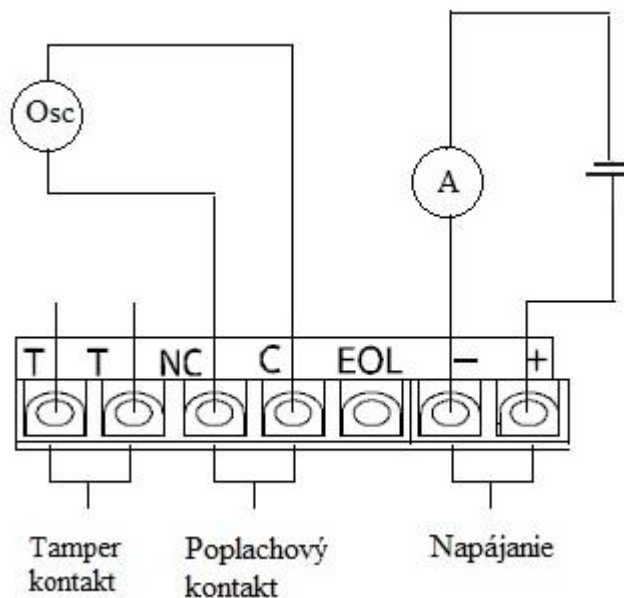 Osc
A
T T NC C EOL - +
Tamper
kontakt
Poplachový
kontakt
Napájanie